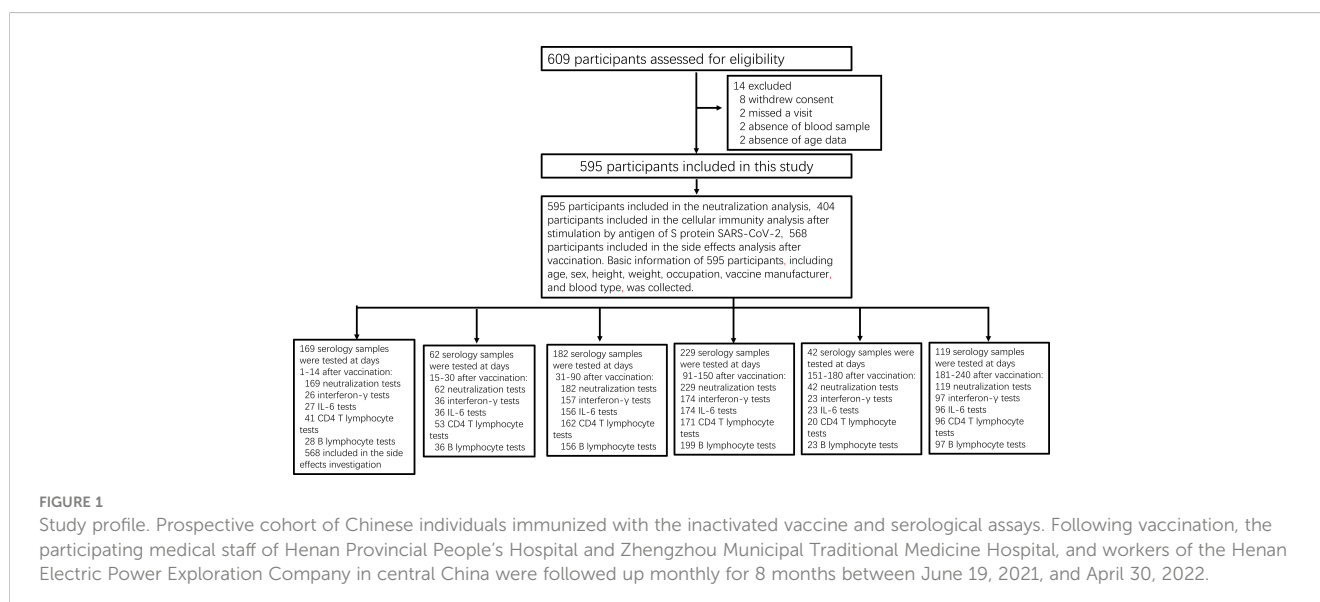 609 participants assessed for eligibility
14 excluded
8 withdrew consent
2 missed a visit
2 absence of blood sample
2 absence of age data
595 participants included in this study
595 participants included in the neutralization analysis, 404
participants included in the cellular immunity analysis after
stimulation by antigen of S protein SARS-CoV-2, 568
participants included in the side effects analysis after
vaccination. Basic information of 595 participants, including
age, sex, height, weight, occupation, vaccine manufacturer,
and blood type, was collected.
169 serology samples
were tested at days
1-14 after vaccination:
169 neutralization tests
26 interferon-γ tests
27 IL-6 tests
41 CD4 T lymphocyte
tests
28 B lymphocyte tests
568 included in the side
effects investigation
62 serology samples
were tested at days
15-30 after vaccination:
62 neutralization tests
36 interferon-γ tests
36 IL-6 tests
53 CD4 T lymphocyte
tests
36 B lymphocyte tests
182 serology samples
were tested at days
31-90 after vaccination:
182 neutralization tests
157 interferon-γ tests
156 IL-6 tests
162 CD4 T lymphocyte
tests
156 B lymphocyte tests
229 serology samples
were tested at days
91-150 after vaccination:
229 neutralization tests
174 interferon-γ tests
174 IL-6 tests
171 CD4 T lymphocyte
tests
199 B lymphocyte tests
42 serology samples were
tested at days
151-180 after vaccination:
42 neutralization tests
23 interferon-γ tests
23 IL-6 tests
20 CD4 T lymphocyte
tests
23 B lymphocyte tests
119 serology samples
were tested at days
181-240 after vaccination:
119 neutralization tests
97 interferon-γ tests
96 IL-6 tests
96 CD4 T lymphocyte
tests
97 B lymphocyte tests
FIGURE 1
Study profile. Prospective cohort of Chinese individuals immunized with the inactivated vaccine and serological assays. Following vaccination, the
participating medical staff of Henan Provincial People's Hospital and Zhengzhou Municipal Traditional Medicine Hospital, and workers of the Henan
Electric Power Exploration Company in central China were followed up monthly for 8 months between June 19, 2021, and April 30, 2022.